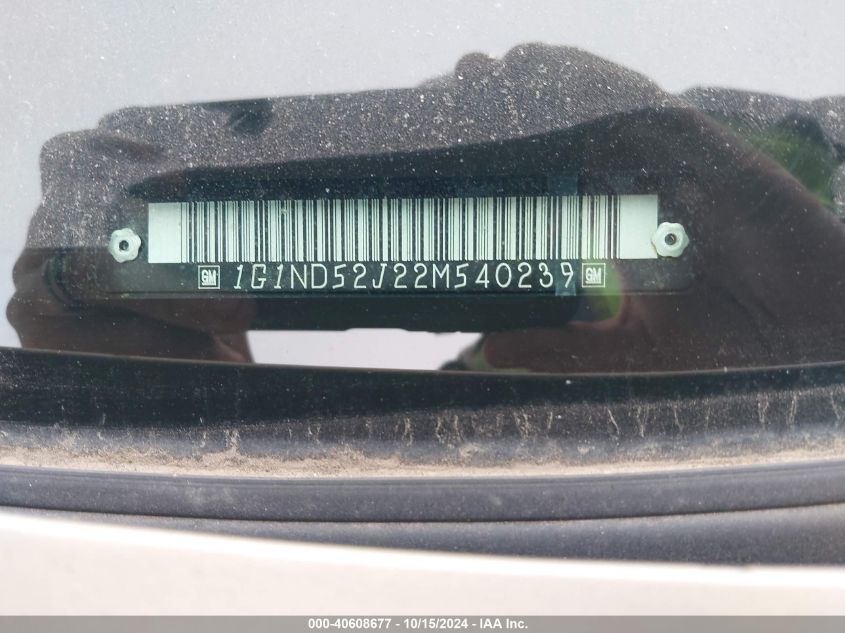 GM 1G1ND52J22M540239 GM
000-40608677 - 10/15/2024 - IAA Inc.